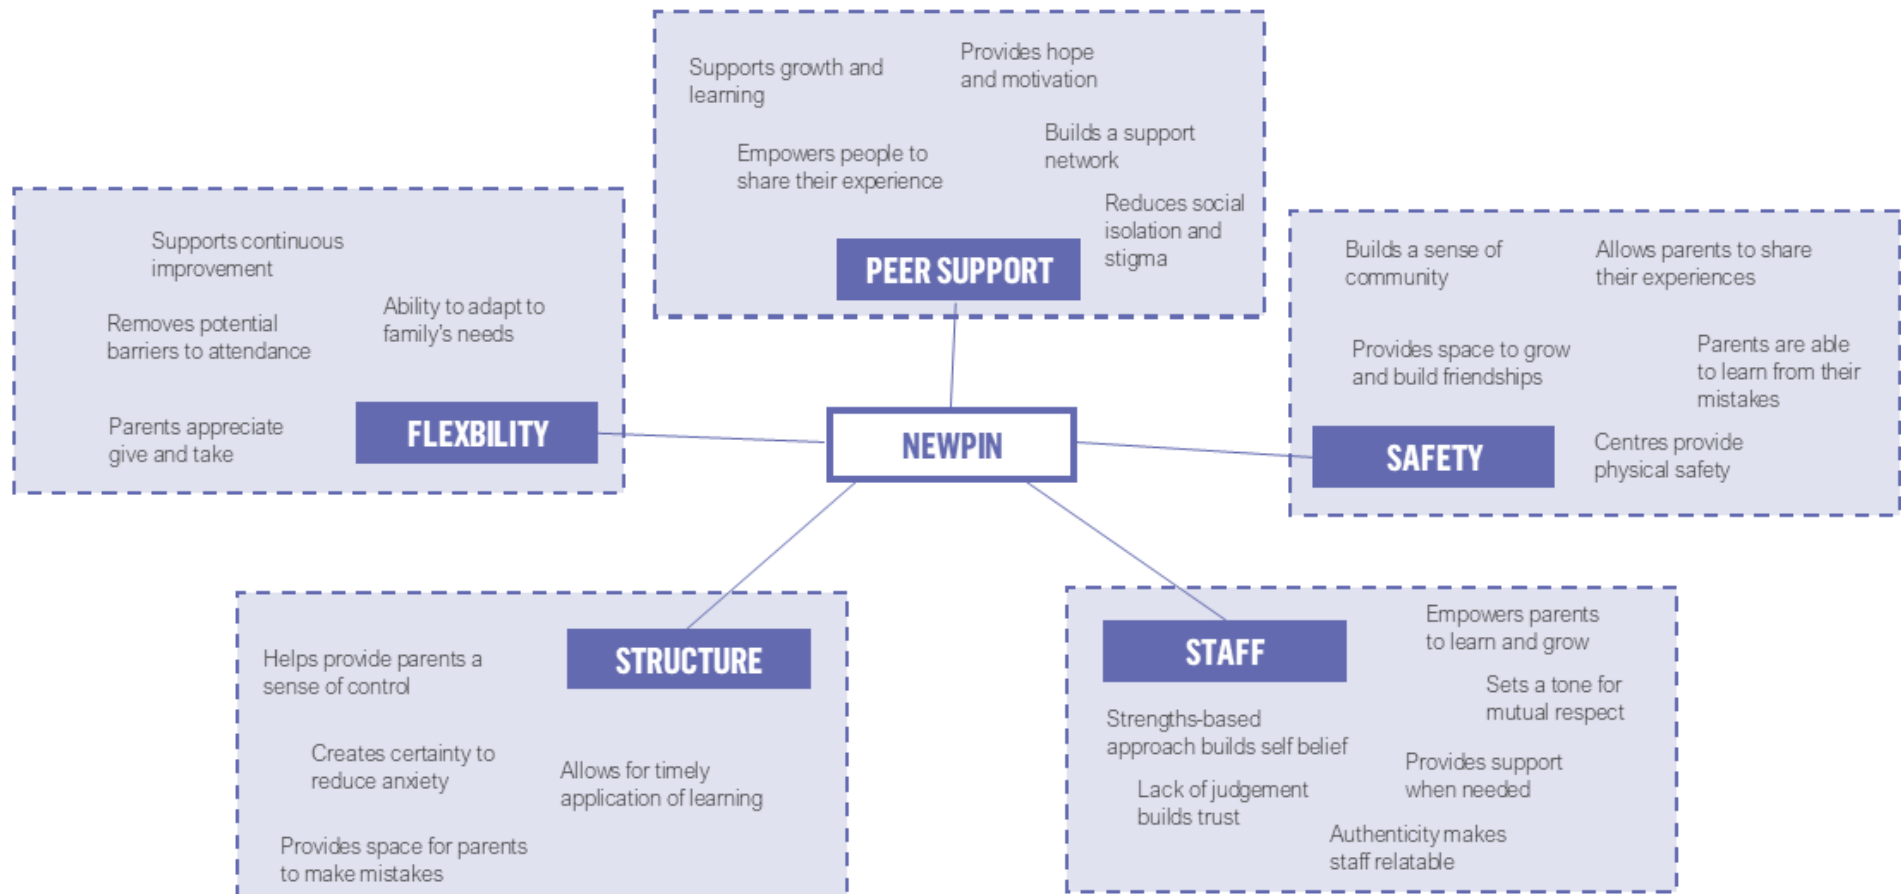 Supports growth and
learning
Provides hope
and motivation
Empowers people to
share their experience
Builds a support
network
Reduces social
isolation and
stigma
PEER SUPPORT
Supports continuous
improvement
Removes potential
barriers to attendance
Ability to adapt to
family's needs
Parents appreciate
give and take
FLEXBILITY
NEWPIN
Builds a sense of
community
Allows parents to share
their experiences
Provides space to grow
and build friendships
Parents are able
to learn from their
mistakes
SAFETY
Centres provide
physical safety
Helps provide parents a
sense of control
STRUCTURE
Creates certainty to
reduce anxiety
Allows for timely
application of learning
Provides space for parents
to make mistakes
STAFF
Empowers parents
to learn and grow
Sets a tone for
mutual respect
Strengths-based
approach builds self belief
Provides support
when needed
Lack of judgement
builds trust
Authenticity makes
staff relatable